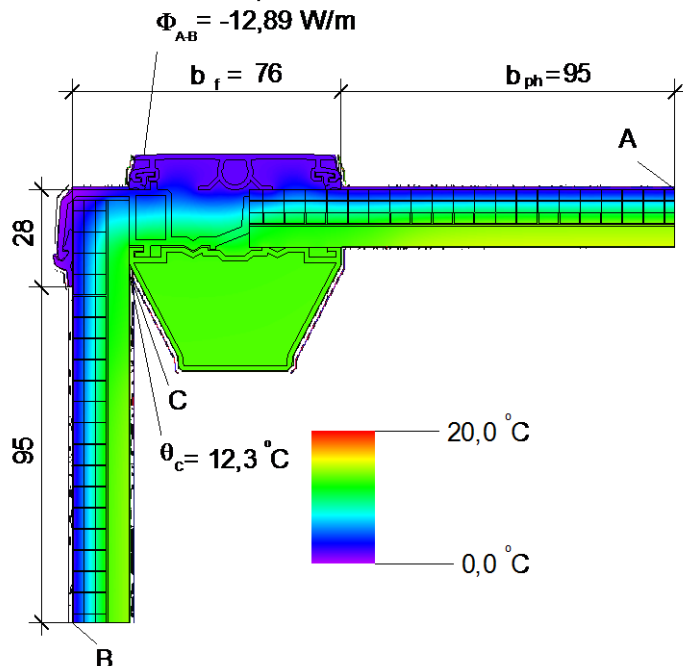 Φ_A-B = -12,89 W/m
b_f = 76
b_ph = 95
A
28
C
95
θ_c = 12,3 °C
20,0 °C
0,0 °C
B